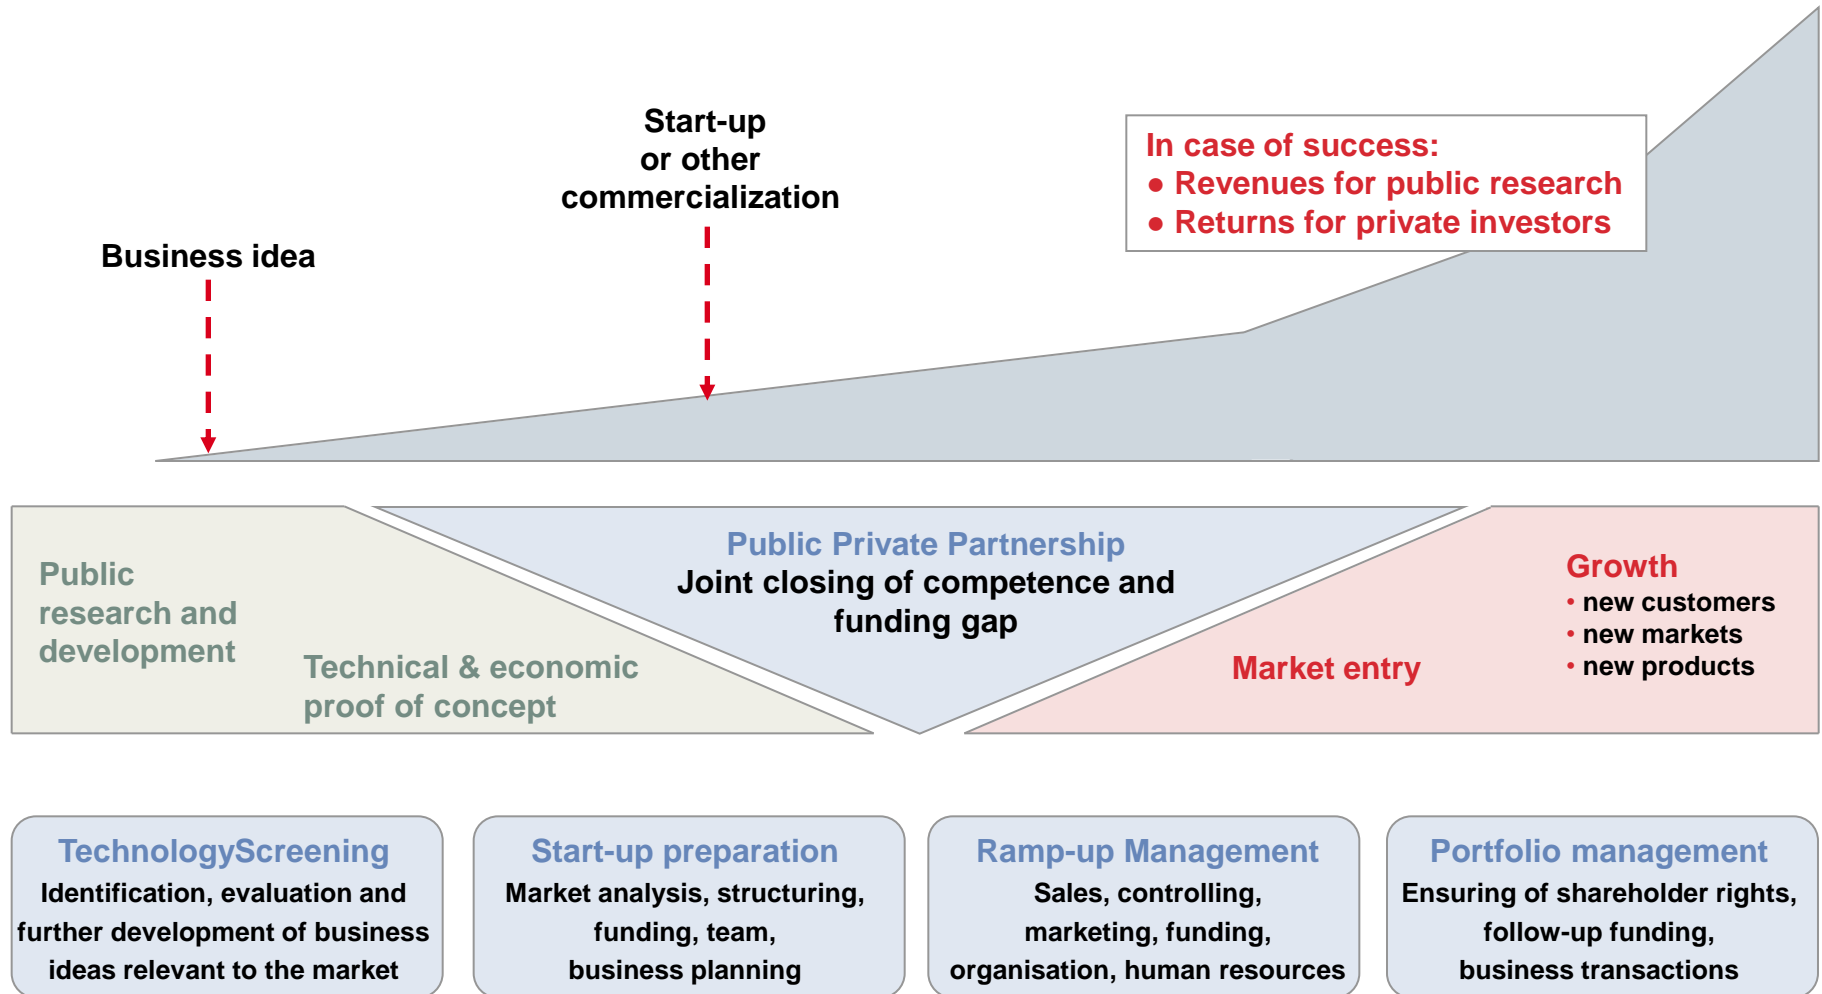 Business idea
Start-up
or other
commercialization
In case of success:
● Revenues for public research
● Returns for private investors
Public
research and
development
Technical & economic
proof of concept
Public Private Partnership
Joint closing of competence and
funding gap
Market entry
Growth
• new customers
• new markets
• new products
TechnologyScreening
Identification, evaluation and
further development of business
ideas relevant to the market
Start-up preparation
Market analysis, structuring,
funding, team,
business planning
Ramp-up Management
Sales, controlling,
marketing, funding,
organisation, human resources
Portfolio management
Ensuring of shareholder rights,
follow-up funding,
business transactions